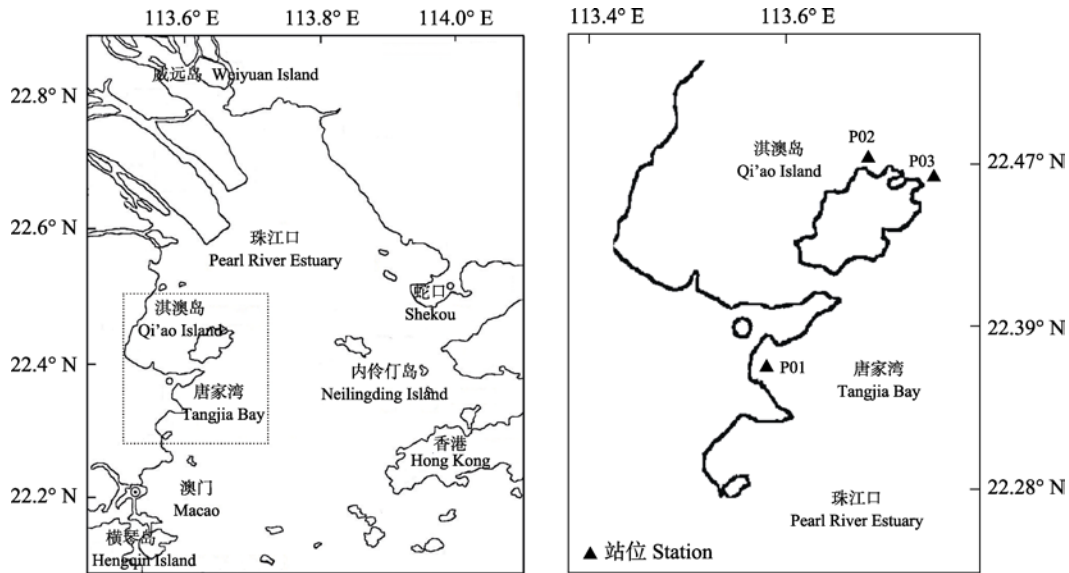 113.6° E
113.8° E
114.0° E
22.8° N
22.6° N
22.4° N
22.2° N
威远岛 Weiyuan Island
珠江口
Pearl River Estuary
蛇口
Shekou
淇澳岛
Qi'ao Island
内伶仃岛
Neilingding Island
唐家湾
Tangjia Bay
香港
Hong Kong
澳门
Macao
横琴岛
Hengqin Island
113.4° E
113.6° E
22.47° N
22.39° N
22.28° N
P02
淇澳岛
Qi'ao Island
P03
P01
唐家湾
Tangjia Bay
珠江口
Pearl River Estuary
▲ 站位 Station